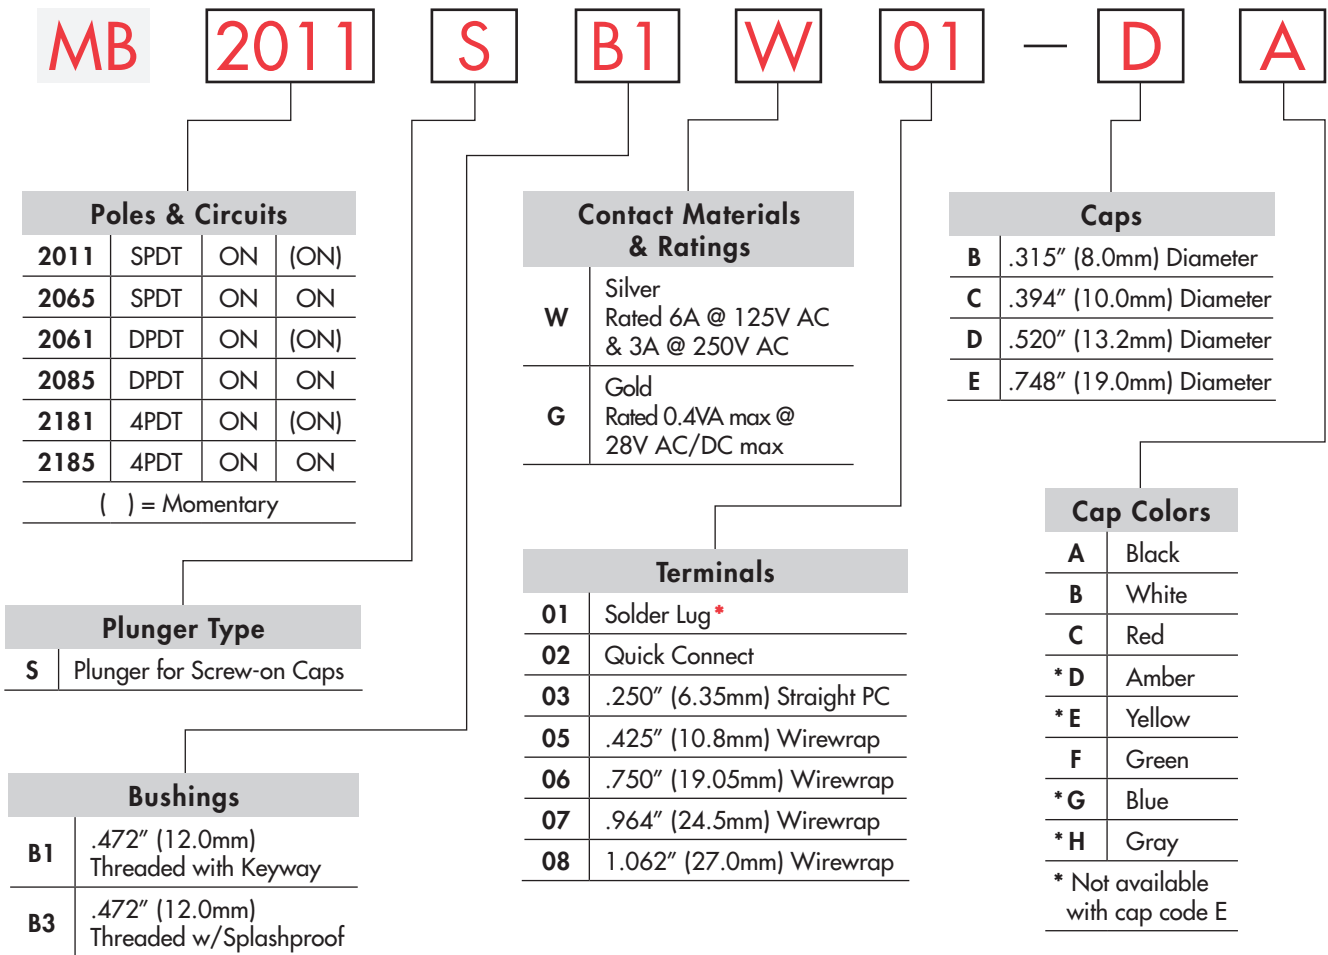 MB 2011 S B1 W 01 — D A
Poles & Circuits
2011 SPDT ON (ON)
2065 SPDT ON ON
2061 DPDT ON (ON)
2085 DPDT ON ON
2181 4PDT ON (ON)
2185 4PDT ON ON
( ) = Momentary
Plunger Type
S Plunger for Screw-on Caps
Bushings
B1 .472" (12.0mm)
Threaded with Keyway
B3 .472" (12.0mm)
Threaded w/Splashproof
Contact Materials
& Ratings
W Silver
Rated 6A @ 125V AC
& 3A @ 250V AC
G Gold
Rated 0.4VA max @
28V AC/DC max
Terminals
01 Solder Lug*
02 Quick Connect
03 .250" (6.35mm) Straight PC
05 .425" (10.8mm) Wirewrap
06 .750" (19.05mm) Wirewrap
07 .964" (24.5mm) Wirewrap
08 1.062" (27.0mm) Wirewrap
Caps
B .315" (8.0mm) Diameter
C .394" (10.0mm) Diameter
D .520" (13.2mm) Diameter
E .748" (19.0mm) Diameter
Cap Colors
A Black
B White
C Red
* D Amber
* E Yellow
F Green
* G Blue
* H Gray
* Not available
with cap code E